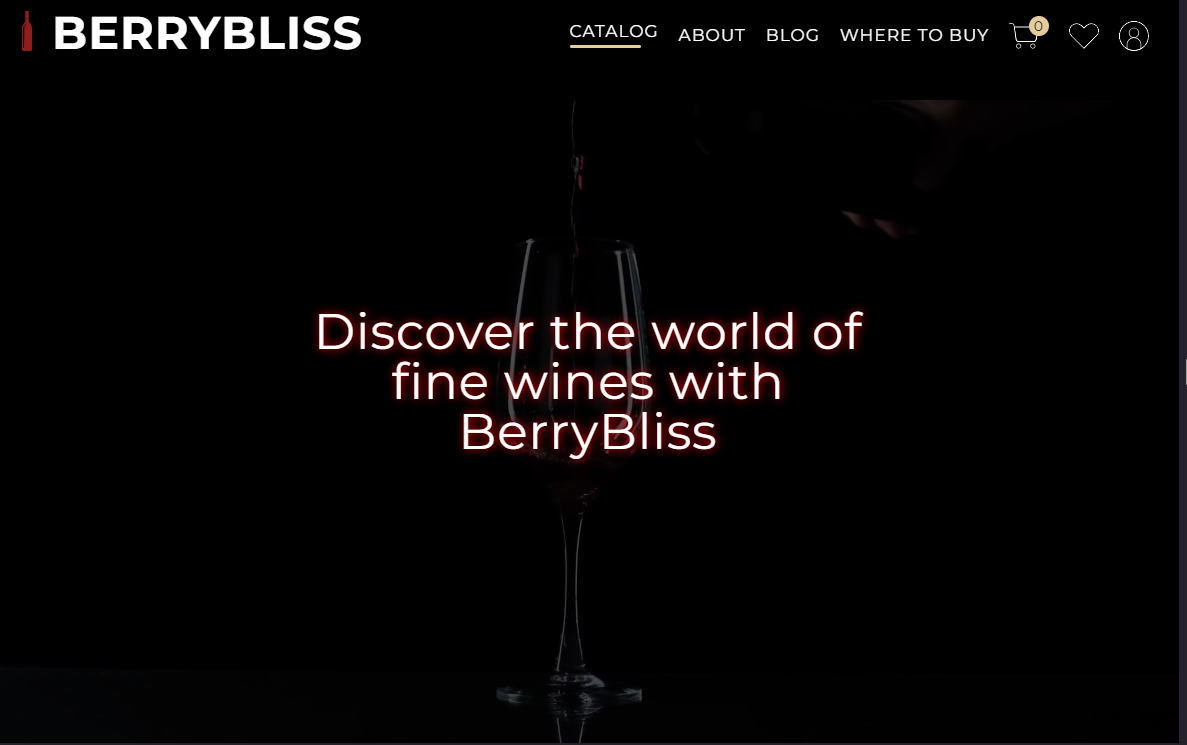 BERRYBLISS
CATALOG ABOUT BLOG WHERE TO BUY 0
Discover the world of
fine wines with
BerryBliss